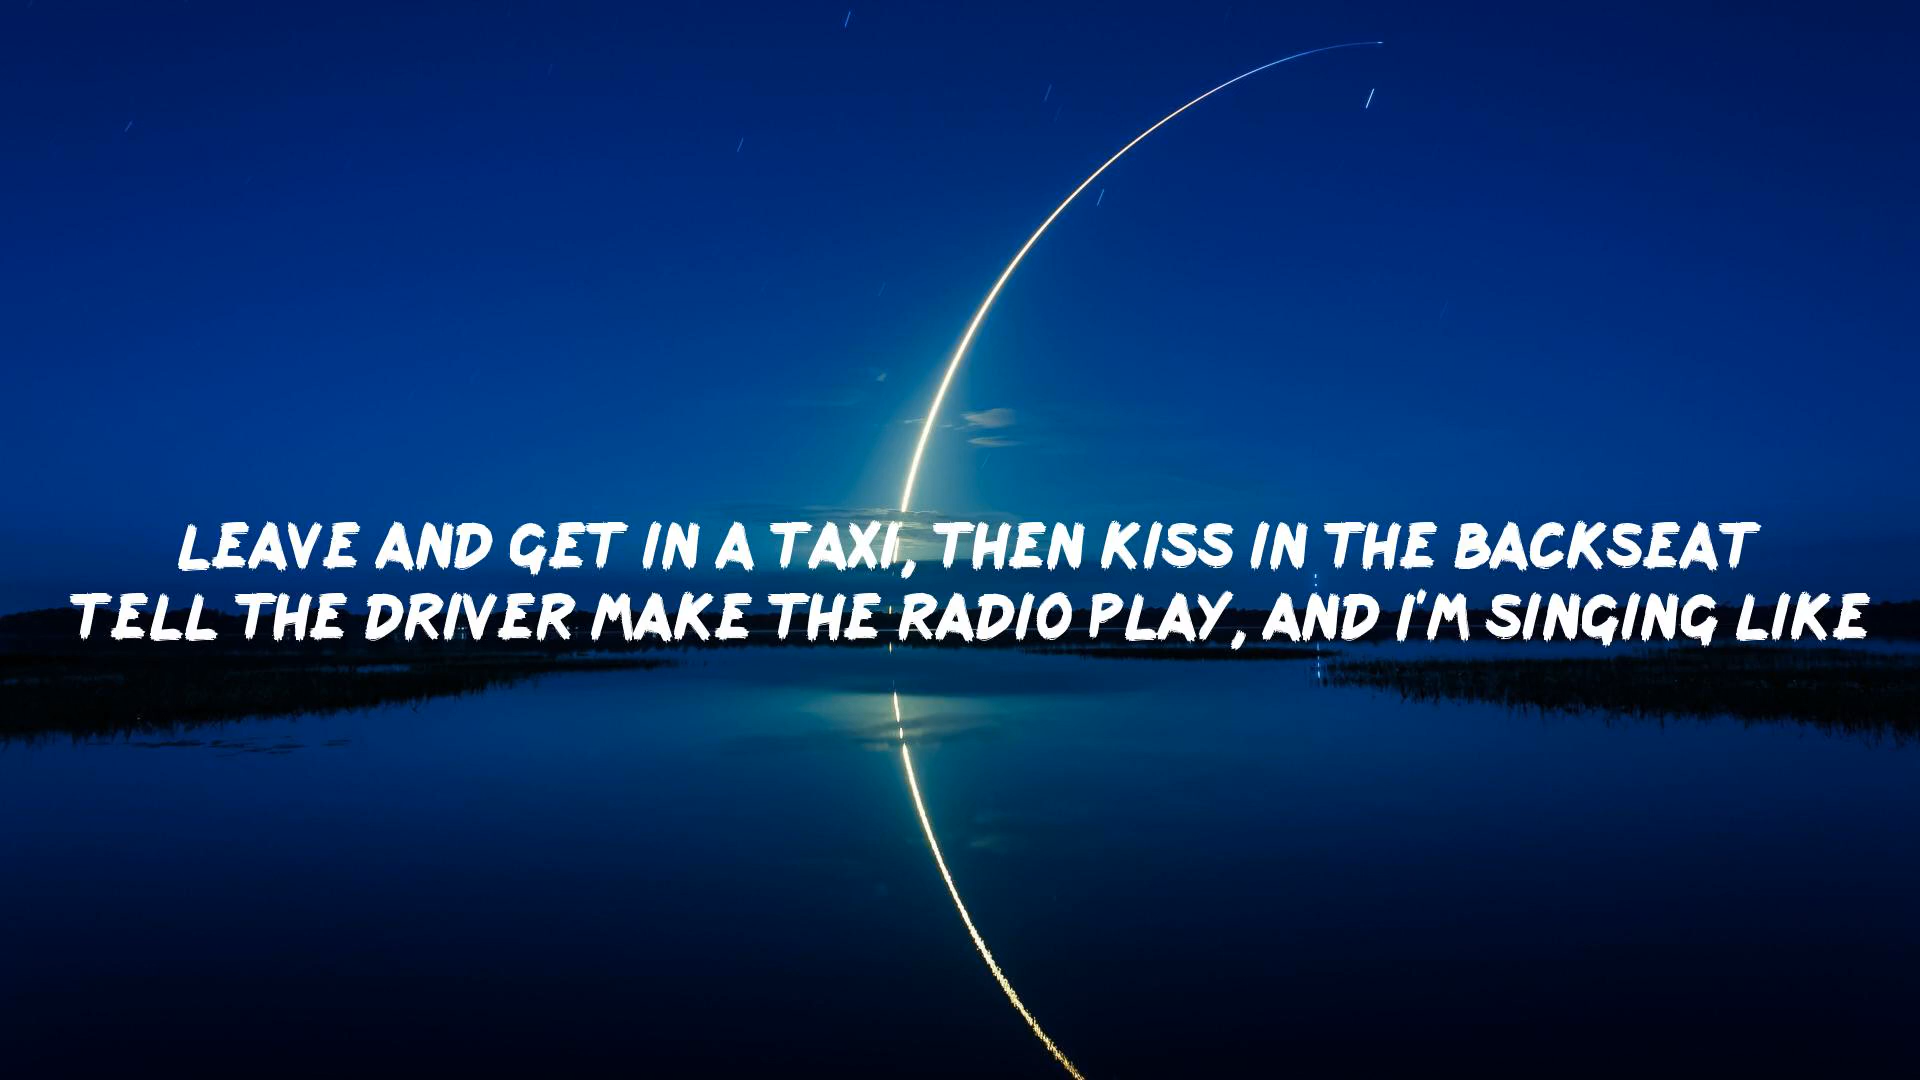 LEAVE AND GET IN A TAXI, THEN KISS IN THE BACKSEAT
TELL THE DRIVER MAKE THE RADIO PLAY, AND I'M SINGING LIKE